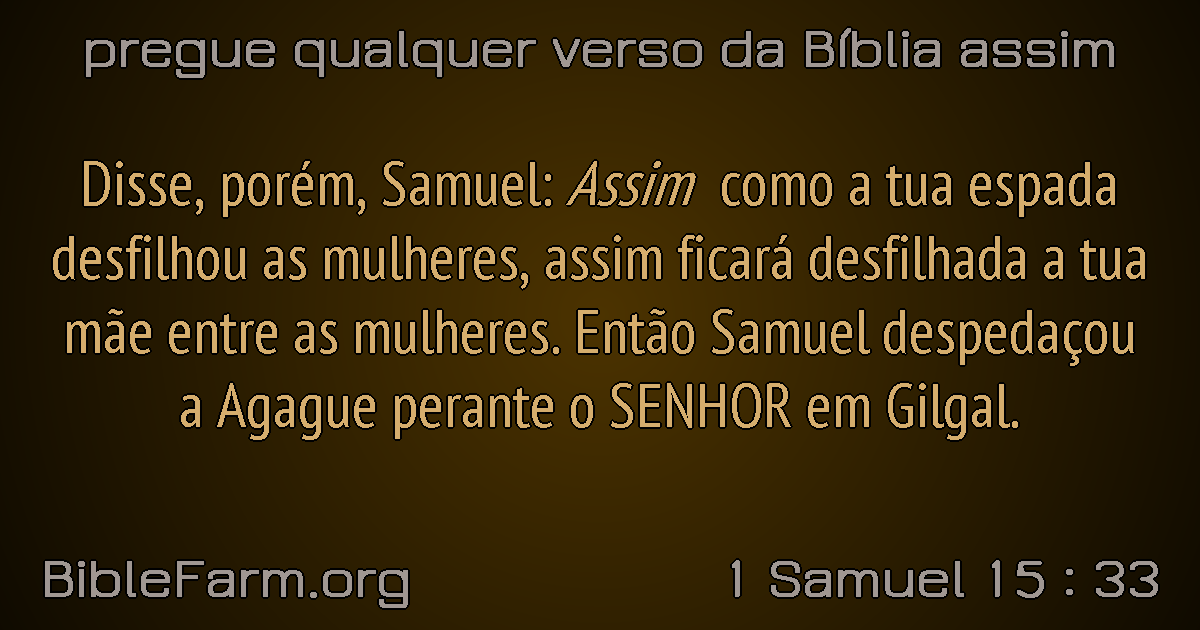 pregue qualquer verso da Bíblia assim
Disse, porém, Samuel: Assim como a tua espada
desfilhou as mulheres, assim ficará desfilhada a tua
mãe entre as mulheres. Então Samuel despedaçou
a Agague perante o SENHOR em Gilgal.
BibleFarm.org
1 Samuel 15 : 33